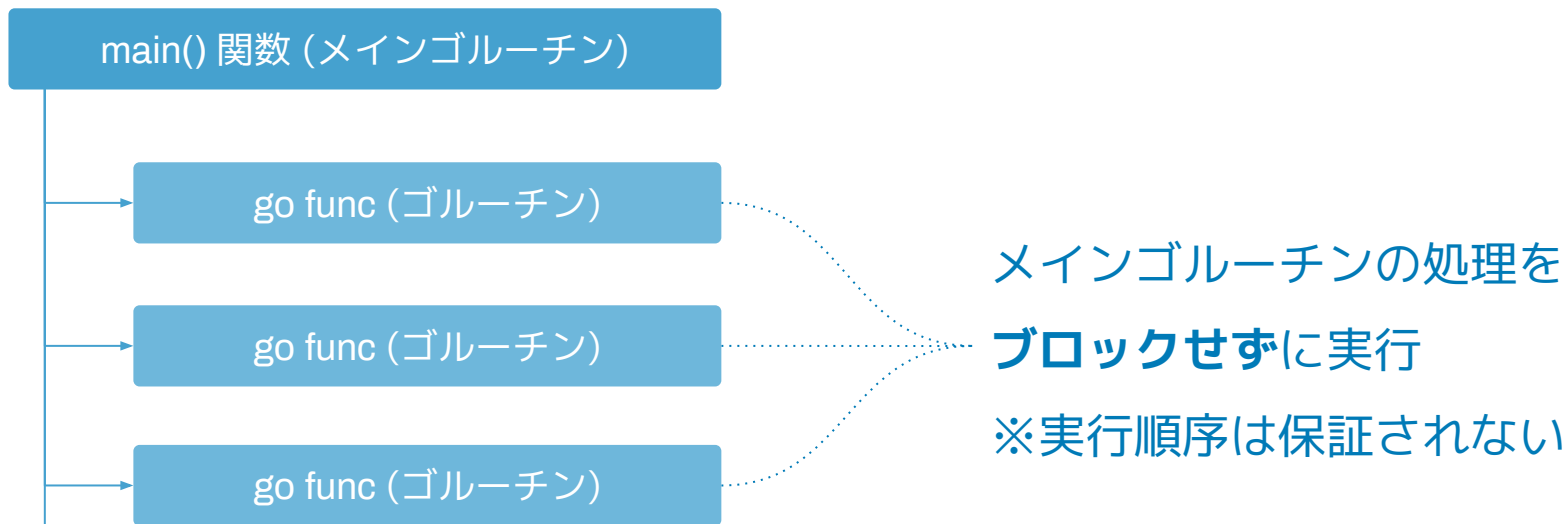 main() 関数 (メインゴルーチン)
go func (ゴルーチン)
go func (ゴルーチン)
go func (ゴルーチン)
メインゴルーチンの処理を
ブロックせずに実行
※実行順序は保証されない